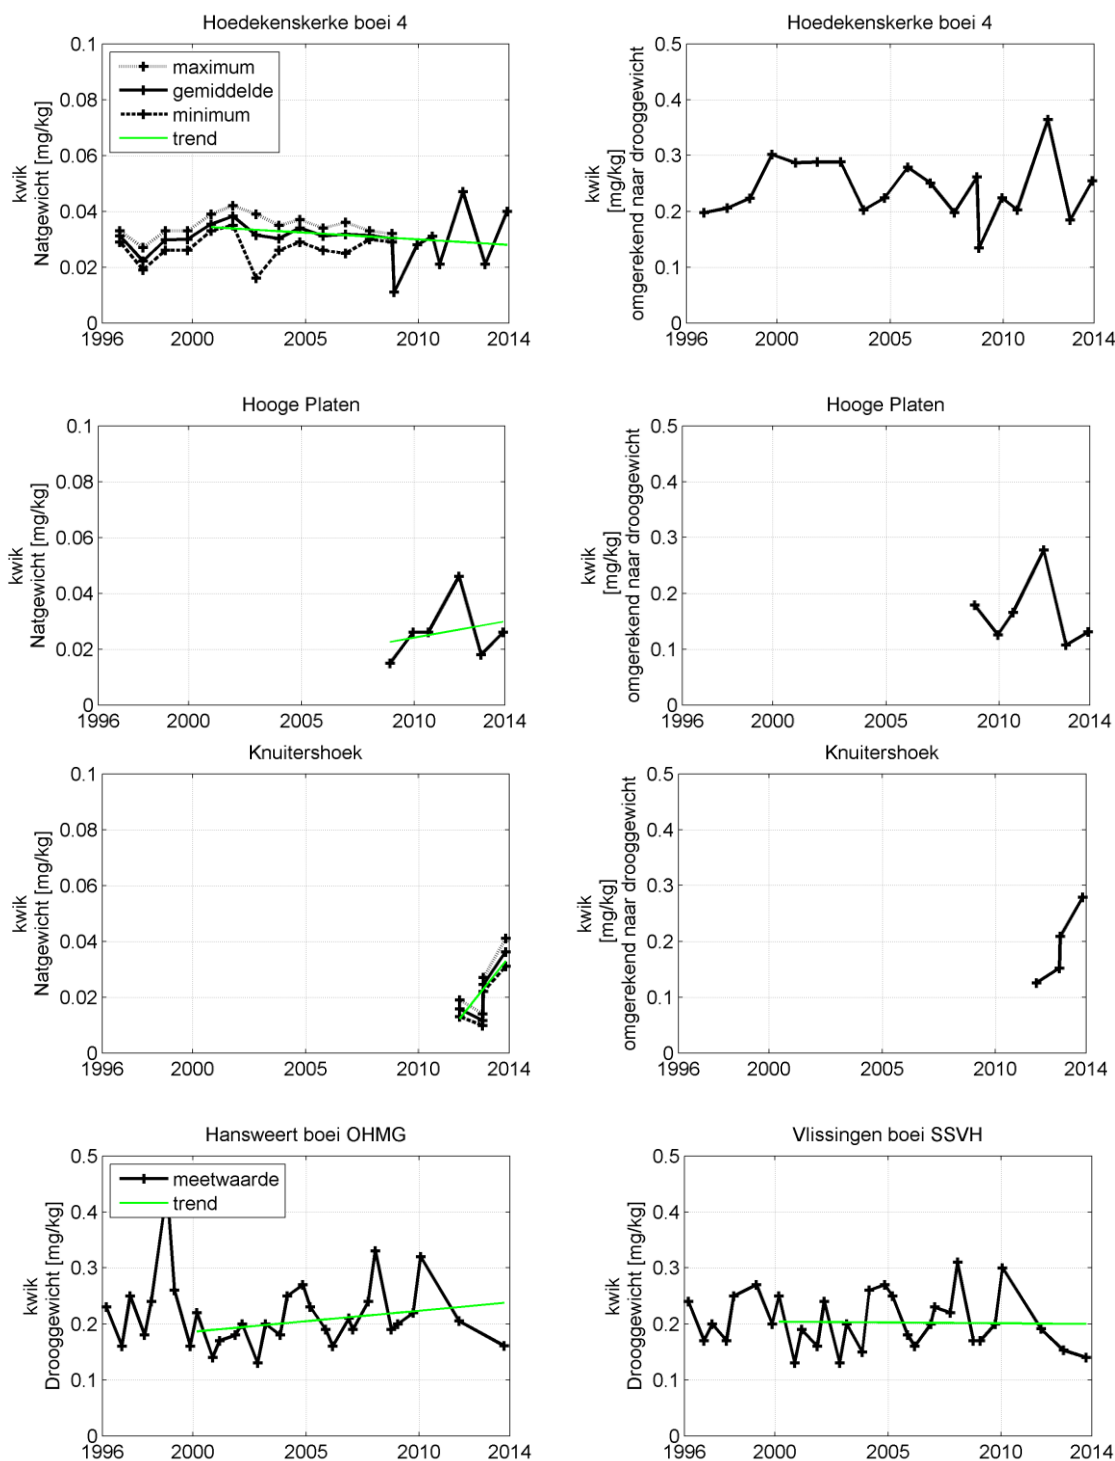 Hoedekenskerke boei 4
0.1
0.08
0.06
0.04
0.02
0
1996
2000
2005
2010
2014
kwik
Natgewicht [mg/kg]
maximum
gemiddelde
minimum
trend
Hoedekenskerke boei 4
0.5
0.4
0.3
0.2
0.1
0
1996
2000
2005
2010
2014
kwik
[mg/kg]
omgerekend naar drooggewicht
Hooge Platen
0.1
0.08
0.06
0.04
0.02
0
1996
2000
2005
2010
2014
kwik
Natgewicht [mg/kg]
Hooge Platen
0.5
0.4
0.3
0.2
0.1
0
1996
2000
2005
2010
2014
kwik
[mg/kg]
omgerekend naar drooggewicht
Knuitershoek
0.1
0.08
0.06
0.04
0.02
0
1996
2000
2005
2010
2014
kwik
Natgewicht [mg/kg]
Knuitershoek
0.5
0.4
0.3
0.2
0.1
0
1996
2000
2005
2010
2014
kwik
[mg/kg]
omgerekend naar drooggewicht
Hansweert boei OHMG
0.5
0.4
0.3
0.2
0.1
0
1996
2000
2005
2010
2014
kwik
Drooggewicht [mg/kg]
meetwaarde
trend
Vlissingen boei SSVH
0.5
0.4
0.3
0.2
0.1
0
1996
2000
2005
2010
2014
kwik
Drooggewicht [mg/kg]